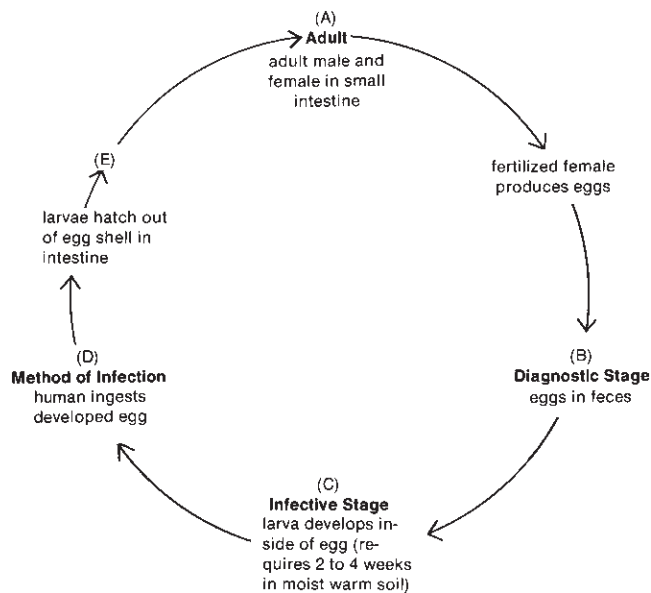 (A)
Adult
adult male and
female in small
intestine
fertilized female
produces eggs
(B)
Diagnostic Stage
eggs in feces
(C)
Infective Stage
larva develops in-
side of egg (re-
quires 2 to 4 weeks
in moist warm soil)
(D)
Method of Infection
human ingests
developed egg
larvae hatch out
of egg shell in
intestine
(E)